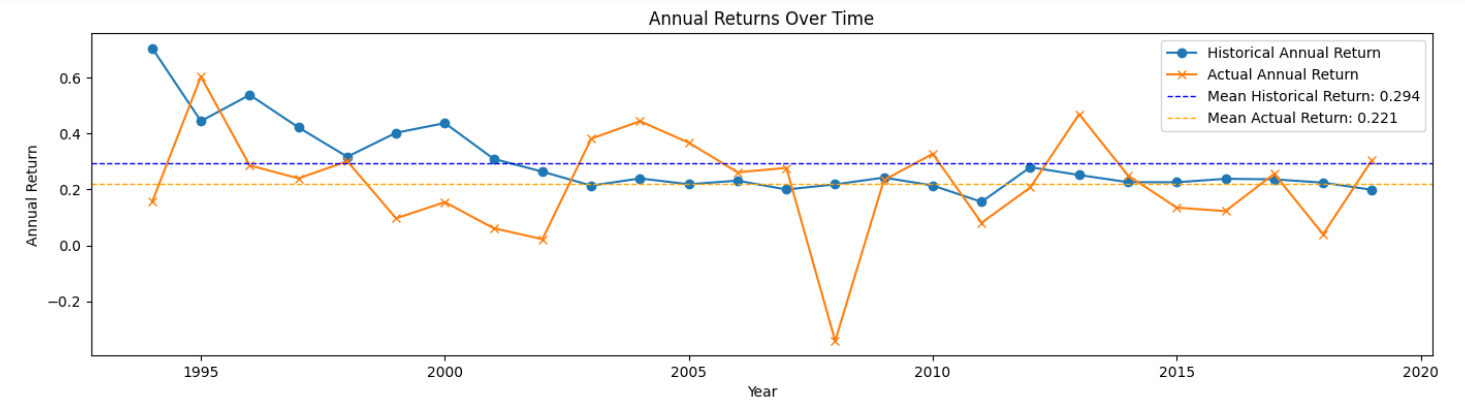 Annual Returns Over Time
Historical Annual Return
Actual Annual Return
Mean Historical Return: 0.294
Mean Actual Return: 0.221
Annual Return
0.6
0.4
0.2
0.0
−0.2
1995 2000 2005 2010 2015 2020
Year